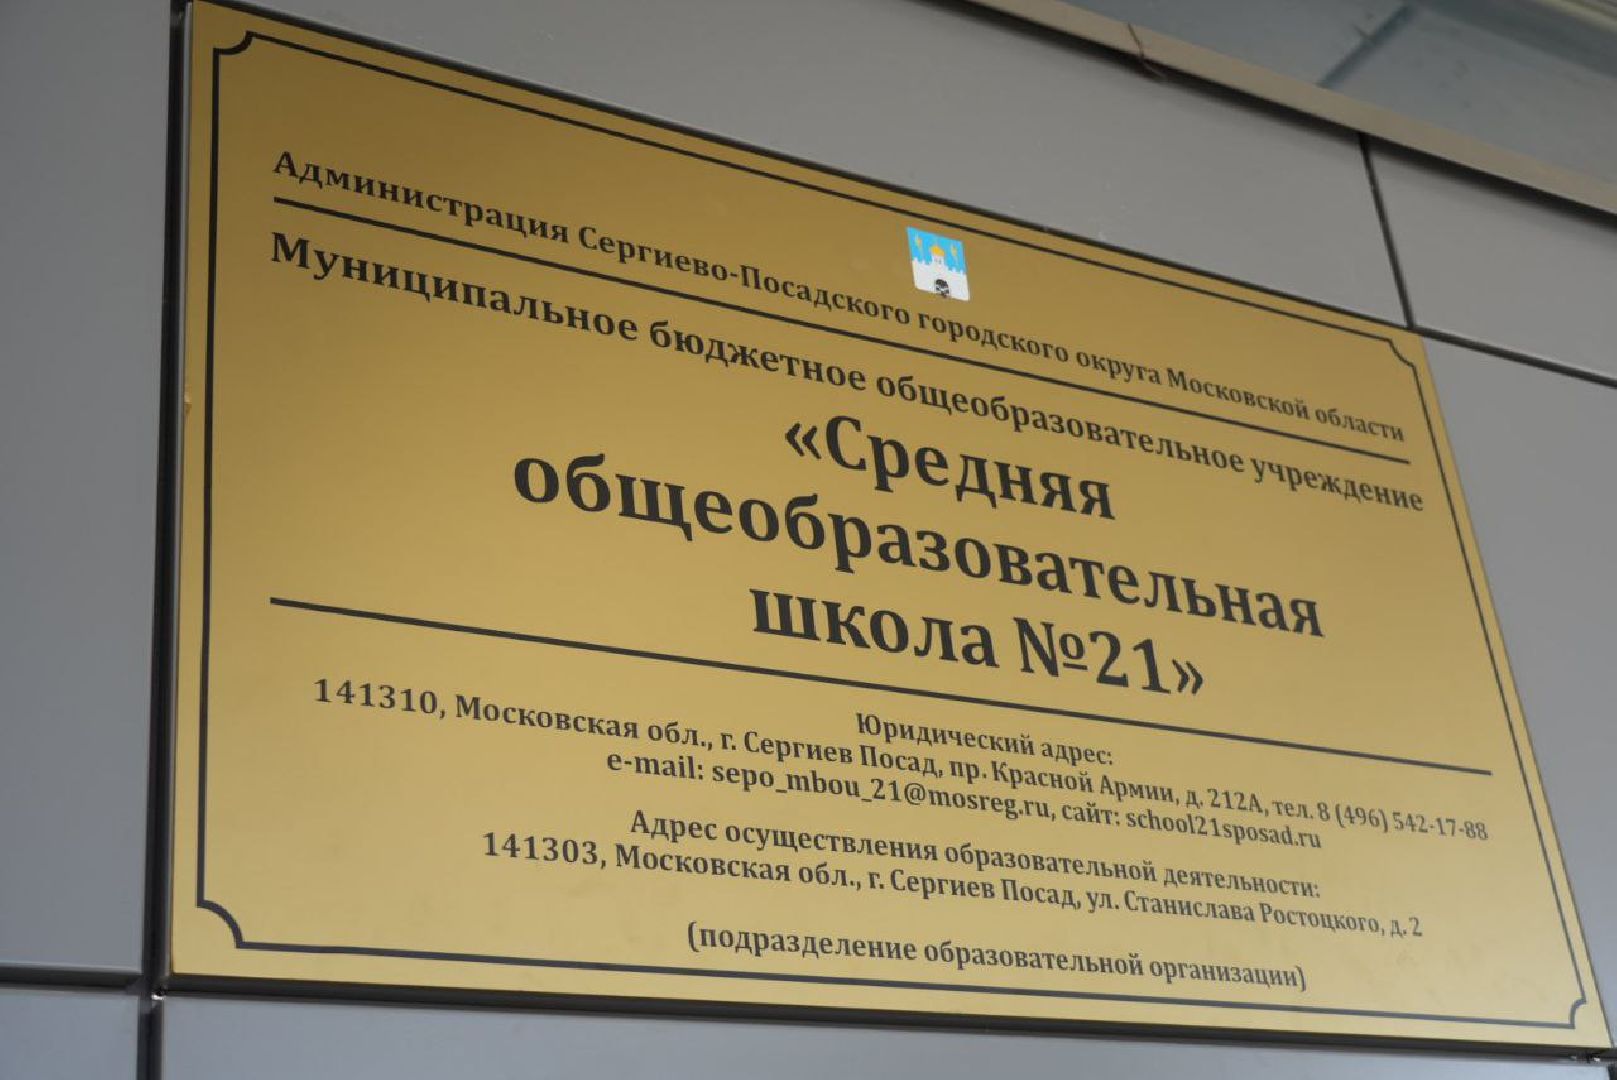 Администрация Сергиево-Посадского городского округа Московской области
Муниципальное бюджетное общеобразовательное учреждение
«Средняя
общеобразовательная
школа №21»
Юридический адрес:
141310, Московская обл., г. Сергиев Посад, пр. Красной Армии, д. 212А, тел. 8 (496) 542-17-88
e-mail: sepo_mbou_21@mosreg.ru, сайт: school21sposad.ru
Адрес осуществления образовательной деятельности:
141303, Московская обл., г. Сергиев Посад, ул. Станислава Ростоцкого, д. 2
(подразделение образовательной организации)